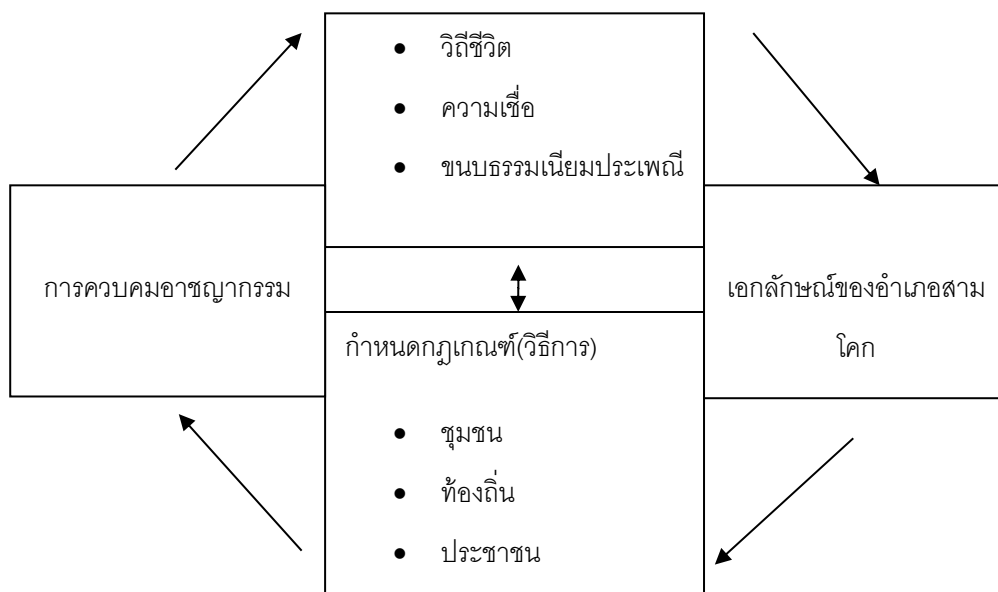 วิถีชีวิต
ความเชื่อ
ขนบธรรมเนียมประเพณี
การควบคมอาชญากรรม
เอกลักษณ์ของอำเภอสาม
โคก
กำหนดกฎเกณฑ์(วิธีการ)
ชุมชน
ท้องถิ่น
ประชาชน